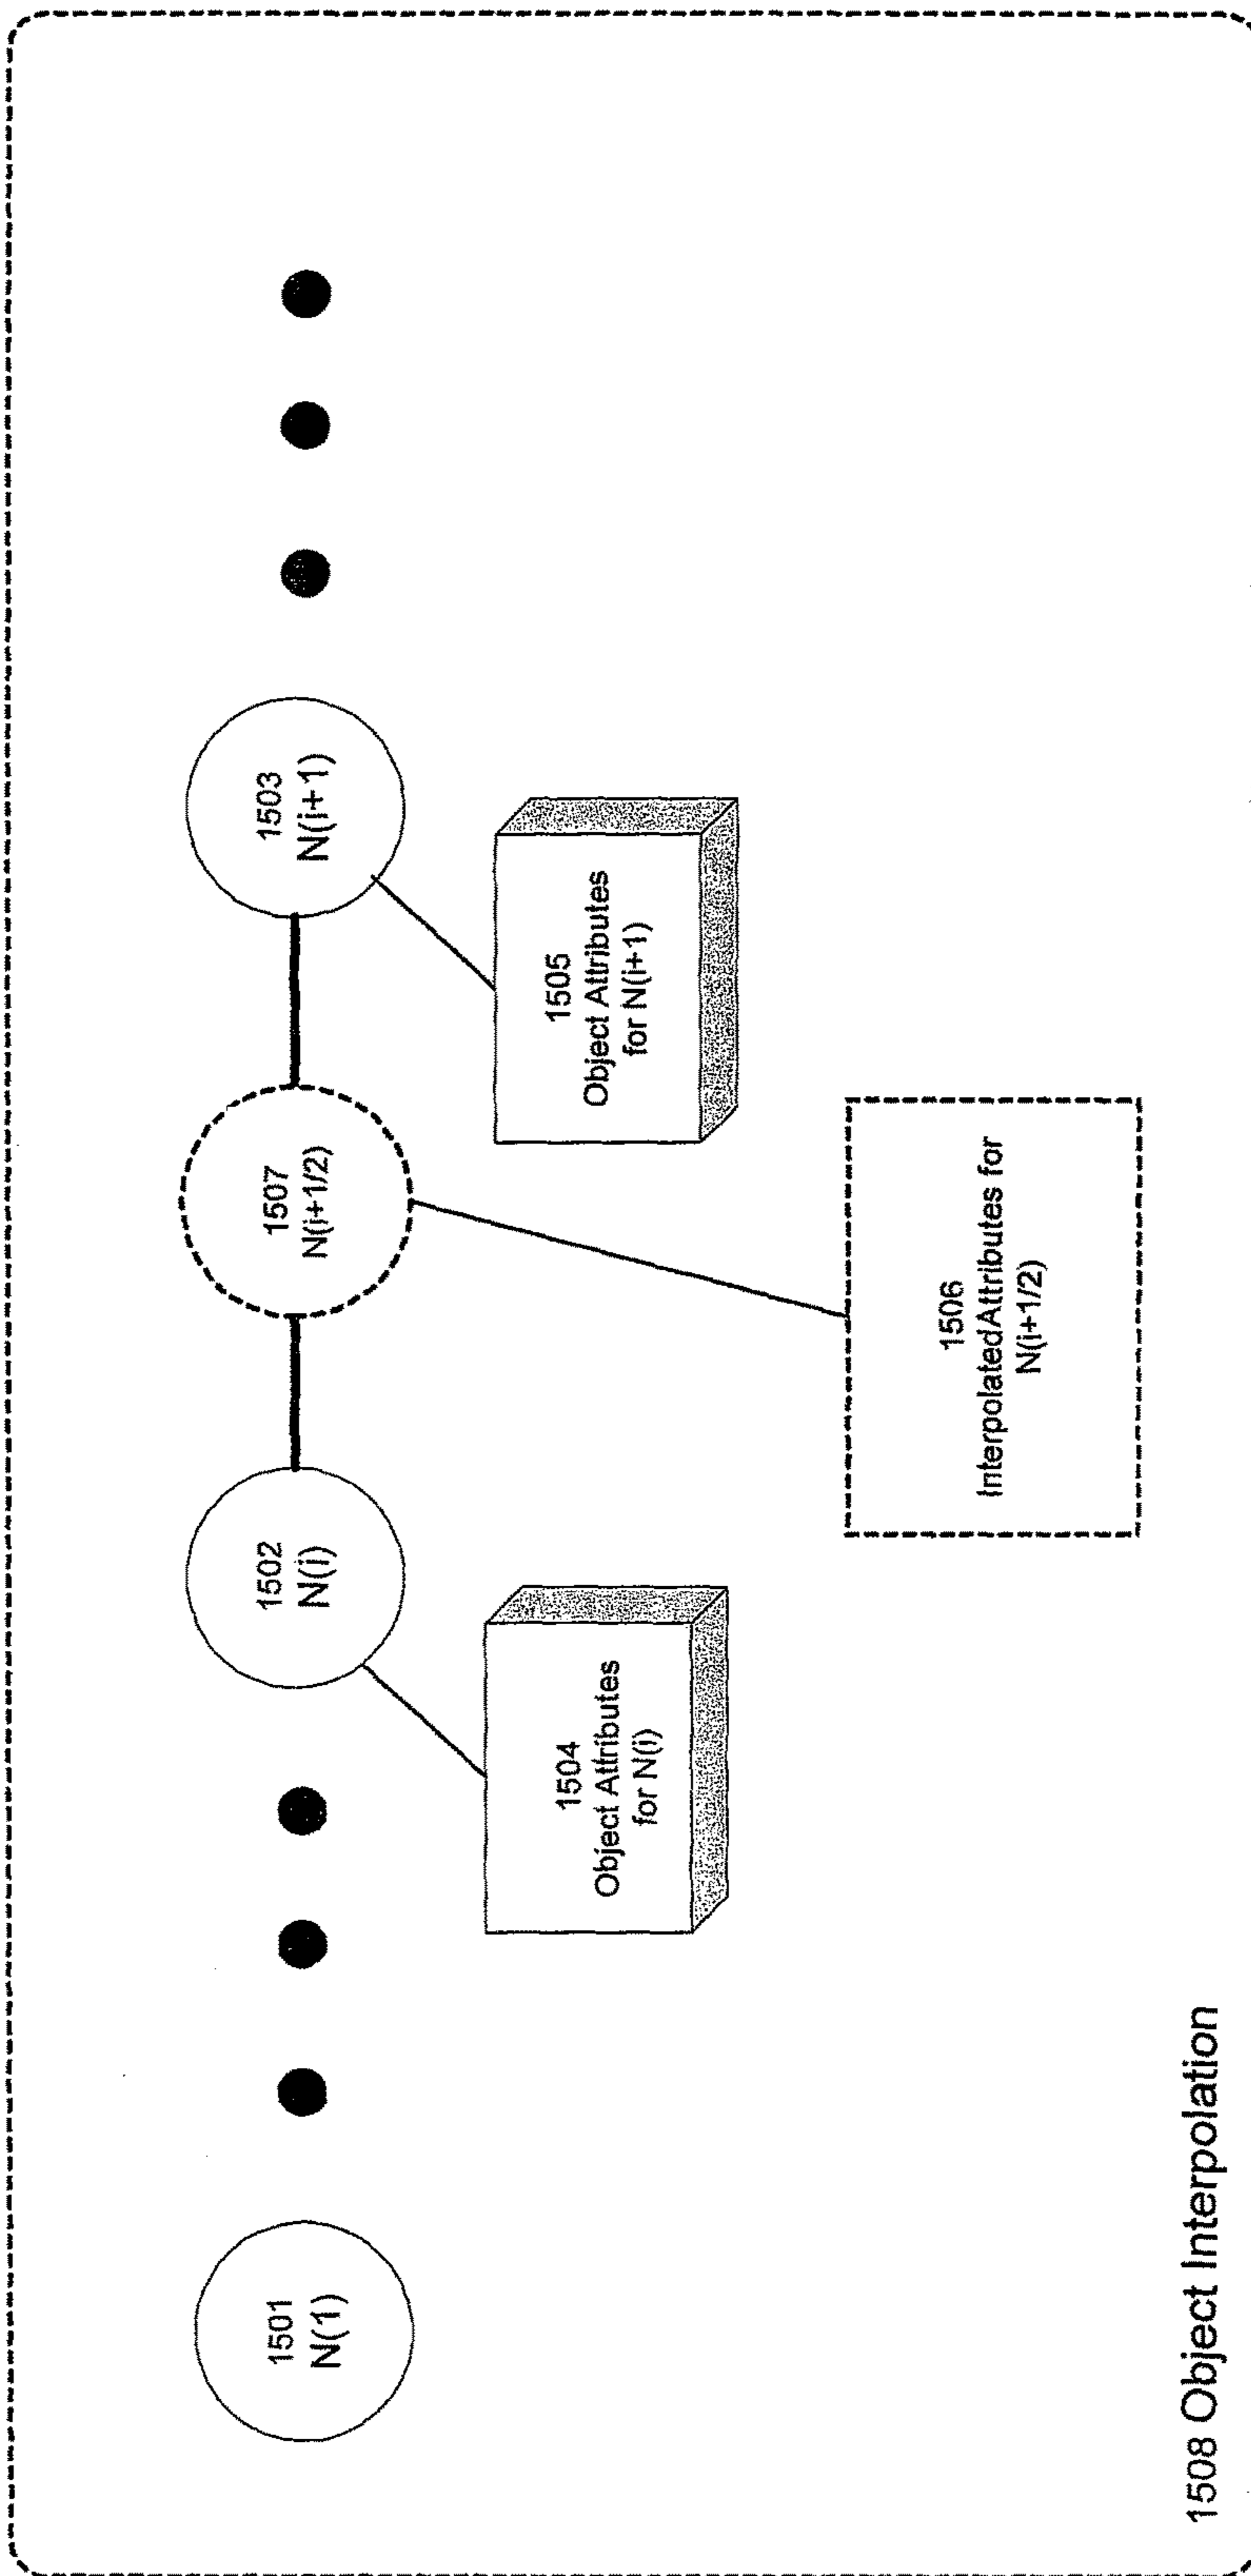 1501
N(1)
1502
N(i)
1507
N(i+1/2)
1503
N(i+1)
1504
Object Attributes
for N(i)
1505
Object Attributes
for N(i+1)
1506
InterpolatedAttributes for
N(i+1/2)
1508 Object Interpolation